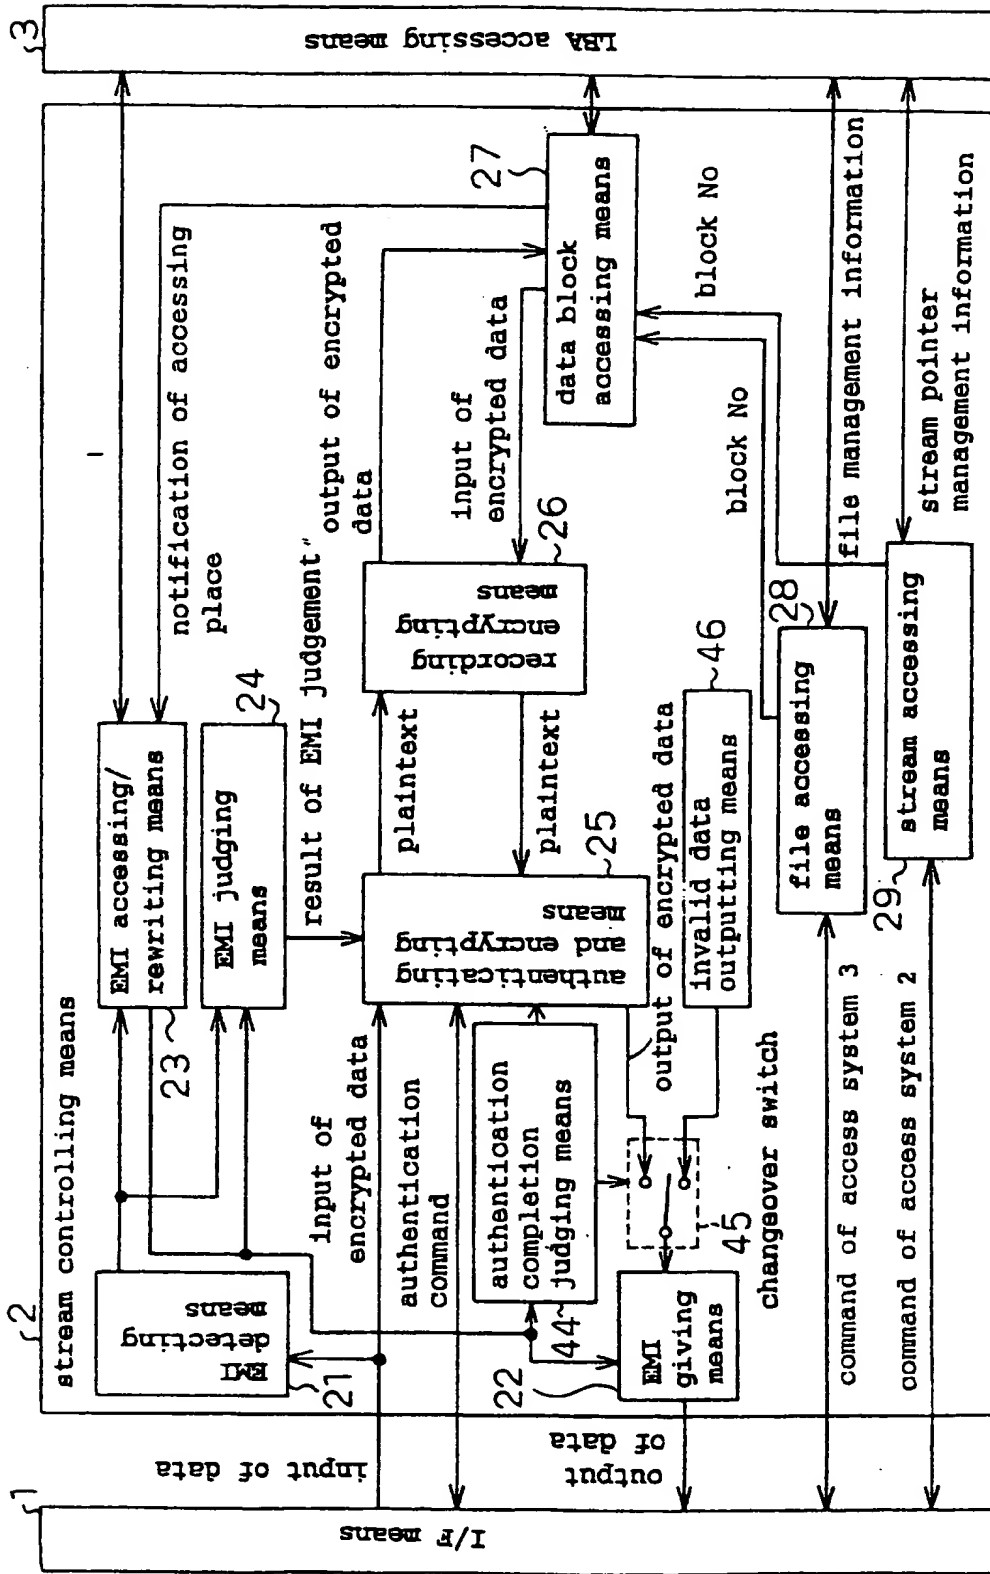 1
I/F means
input of data
output
of data
2
stream controlling means
EMI
detecting
means
21
EMI accessing/
rewriting means
23
notification of accessing
place
EMI judging
means
24
result of EMI judgement"
input of
encrypted data
authentication
command
authenticating
and encrypting
means
25
plaintext
plaintext
recording
encrypting
means
26
output of encrypted
data
input of
encrypted data
data block
accessing means
27
authentication
completion
judging means
44
EMI
giving
means
22
45
changeover switch
output of encrypted data
invalid data
outputting means
46
block No
block No
file accessing
means
28
file management information
stream accessing
means
29
stream pointer
management information
command of access system 3
command of access system 2
LBA accessing means
3